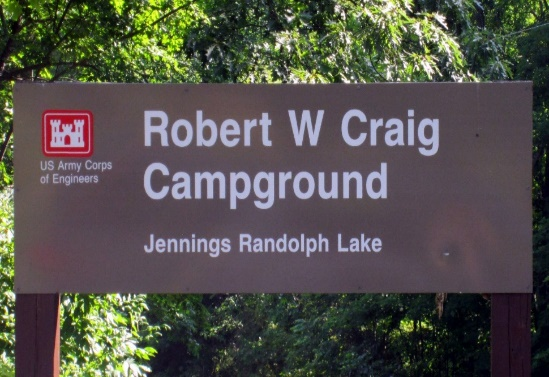 Robert W Craig
Campground
Jennings Randolph Lake
US Army Corps
of Engineers